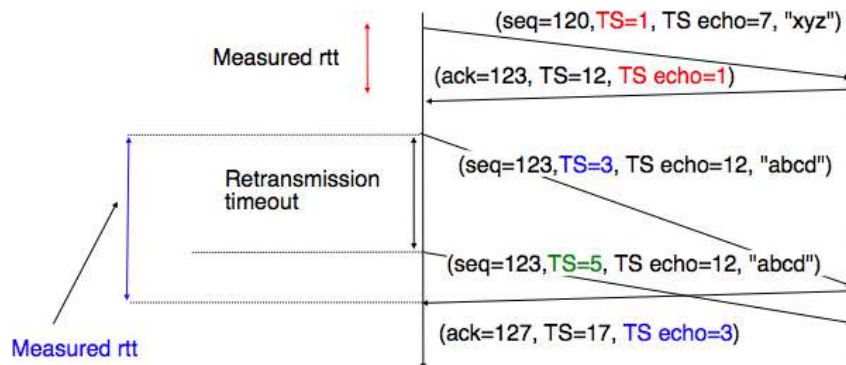 (seq=120,TS=1, TS echo=7, "xyz")
Measured rtt
(ack=123, TS=12, TS echo=1)
(seq=123,TS=3, TS echo=12, "abcd")
Retransmission
timeout
(seq=123,TS=5, TS echo=12, "abcd")
(ack=127, TS=17, TS echo=3)
Measured rtt